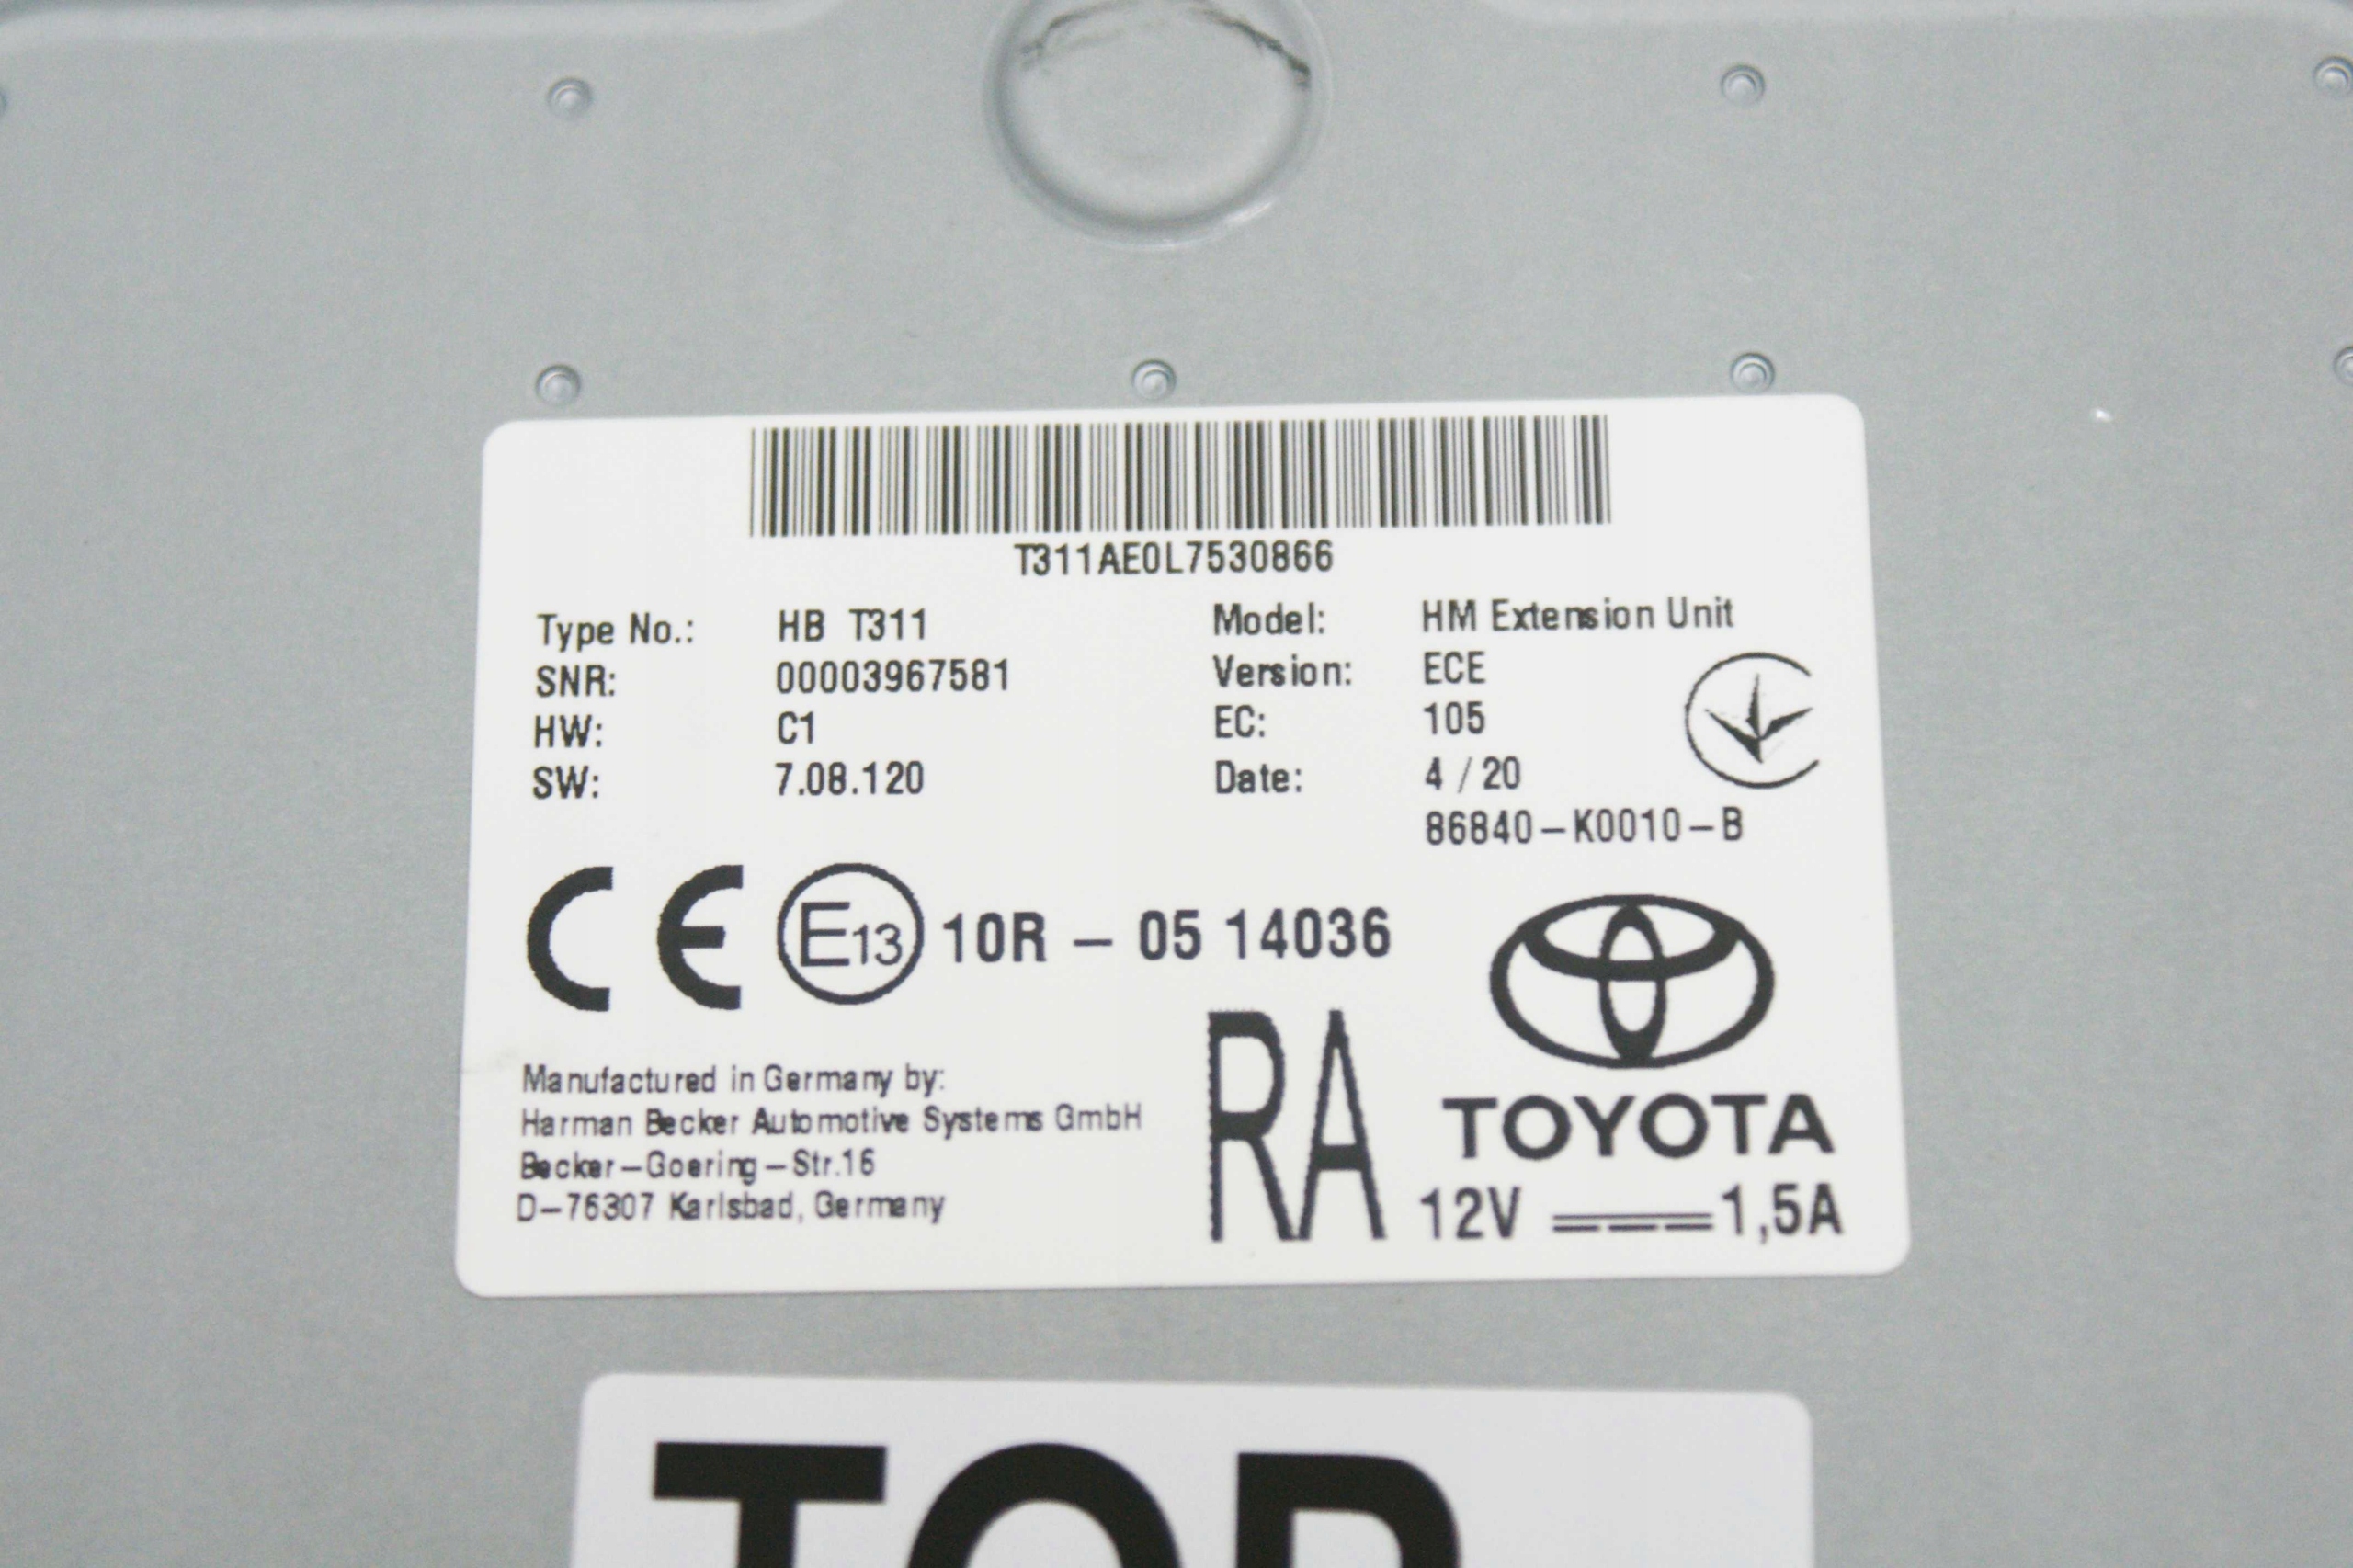 T311AE0L7530866
Type No.: HB T311 Model: HM Extension Unit
SNR: 00003967581 Version: ECE
HW: C1 EC: 105
SW: 7.08.120 Date: 4 / 20
86840-K0010-B
CE E13 10R - 05 14036
Manufactured in Germany by:
Harman Becker Automotive Systems GmbH
Becker-Goering-Str.16
D-76307 Karlsbad, Germany
RA
TOYOTA
12V 1,5A
TOP